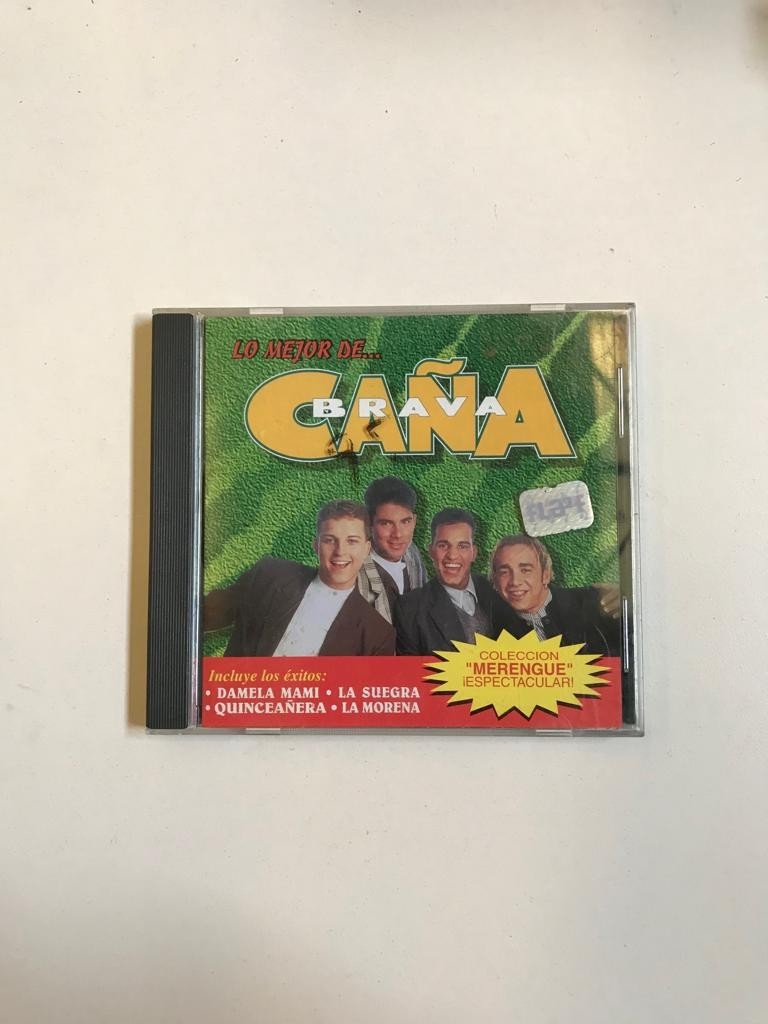 LO MEJOR DE...
CAÑA
BRAVA
Incluye los éxitos:
• DAMELA MAMI • LA SUEGRA
• QUINCEAÑERA • LA MORENA
COLECCION
"MERENGUE"
¡ESPECTACULAR!